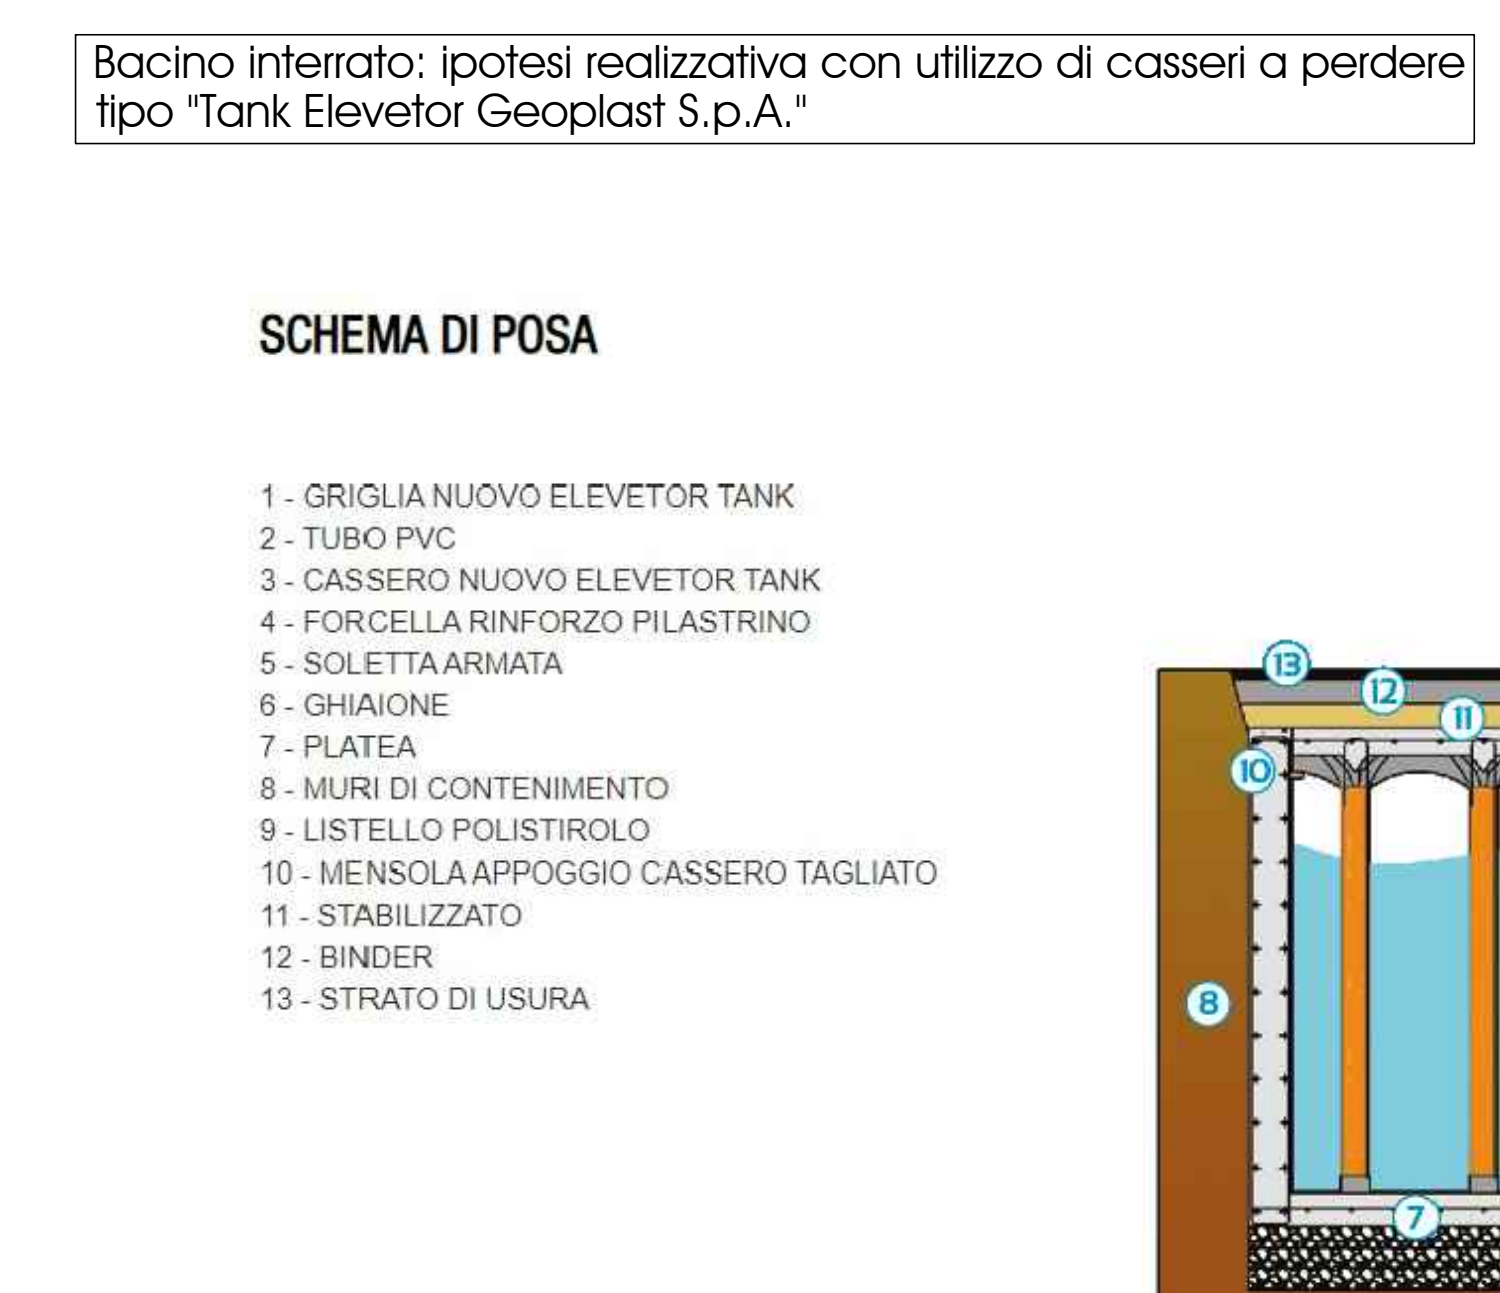 Bacino interrato: ipotesi realizzativa con utilizzo di casseri a perdere
tipo "Tank Elevetor Geoplast S.p.A."
SCHEMA DI POSA
1 - GRIGLIA NUOVO ELEVETOR TANK
2 - TUBO PVC
3 - CASSERO NUOVO ELEVETOR TANK
4 - FORCELLA RINFORZO PILASTRINO
5 - SOLETTA ARMATA
6 - GHIAIONE
7 - PLATEA
8 - MURI DI CONTENIMENTO
9 - LISTELLO POLISTIROLO
10 - MENSOLA APPOGGIO CASSERO TAGLIATO
11 - STABILIZZATO
12 - BINDER
13 - STRATO DI USURA
13
12
11
10
8
7